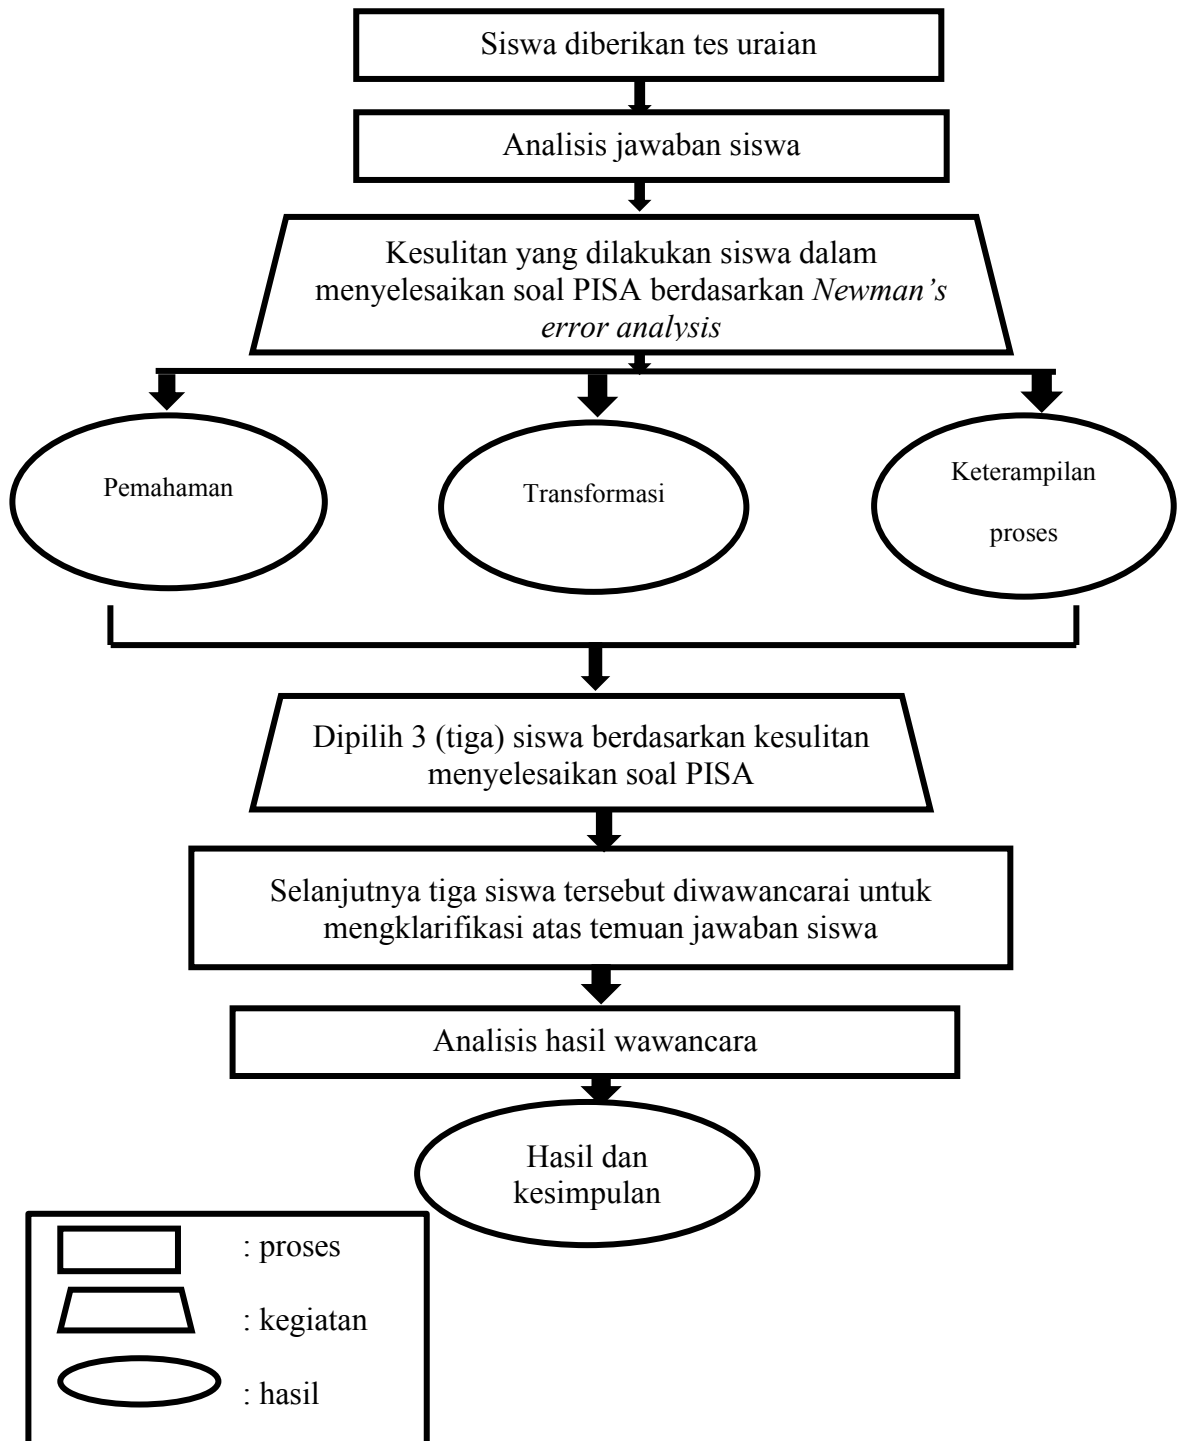 Siswa diberikan tes uraian
Analisis jawaban siswa
Kesulitan yang dilakukan siswa dalam
menyelesaikan soal PISA berdasarkan Newman’s
error analysis
Pemahaman
Transformasi
Keterampilan
proses
Dipilih 3 (tiga) siswa berdasarkan kesulitan
menyelesaikan soal PISA
Selanjutnya tiga siswa tersebut diwawancarai untuk
mengklarifikasi atas temuan jawaban siswa
Analisis hasil wawancara
Hasil dan
kesimpulan
: proses
: kegiatan
: hasil